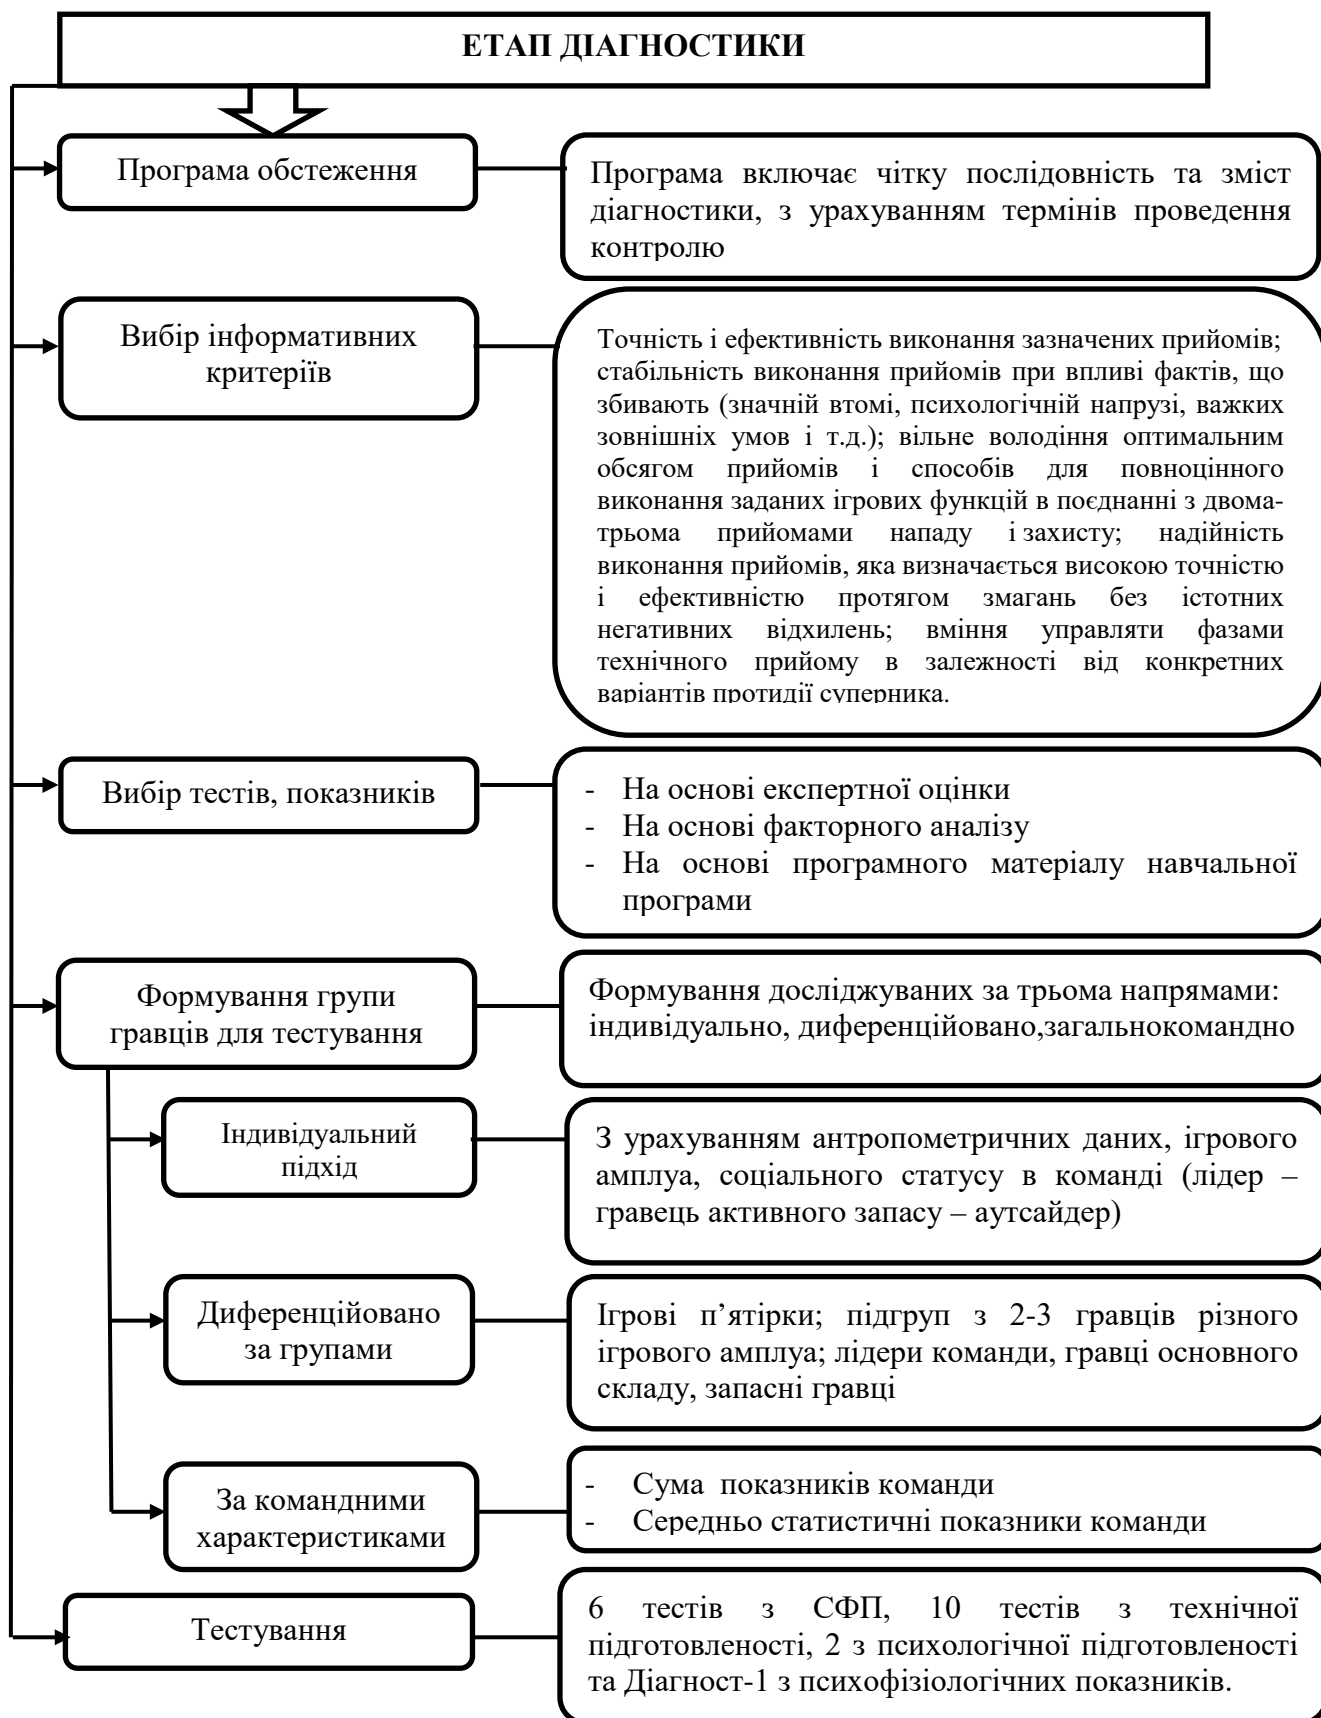 ЕТАП ДІАГНОСТИКИ
Програма обстеження
Програма включає чітку послідовність та зміст
діагностики, з урахуванням термінів проведення
контролю
Вибір інформативних
критеріїв
Точність і ефективність виконання зазначених прийомів;
стабільність виконання прийомів при впливі фактів, що
збивають (значній втомі, психологічній напрузі, важких
зовнішніх умов і т.д.); вільне володіння оптимальним
обсягом прийомів і способів для повноцінного
виконання заданих ігрових функцій в поєднанні з двома-
трьома прийомами нападу і захисту; надійність
виконання прийомів, яка визначається високою точністю
і ефективністю протягом змагань без істотних
негативних відхилень; вміння управляти фазами
технічного прийому в залежності від конкретних
варіантів протидії суперника.
Вибір тестів, показників
- На основі експертної оцінки
- На основі факторного аналізу
- На основі програмного матеріалу навчальної
програми
Формування групи
гравців для тестування
Формування досліджуваних за трьома напрямами:
індивідуально, диференційовано,загальнокомандно
Індивідуальний
підхід
З урахуванням антропометричних даних, ігрового
амплуа, соціального статусу в команді (лідер –
гравець активного запасу – аутсайдер)
Диференційовано
за групами
Ігрові п’ятірки; підгруп з 2-3 гравців різного
ігрового амплуа; лідери команди, гравці основного
складу, запасні гравці
За командними
характеристиками
- Сума показників команди
- Середньо статистичні показники команди
Тестування
6 тестів з СФП, 10 тестів з технічної
підготовленості, 2 з психологічної підготовленості
та Діагност-1 з психофізіологічних показників.